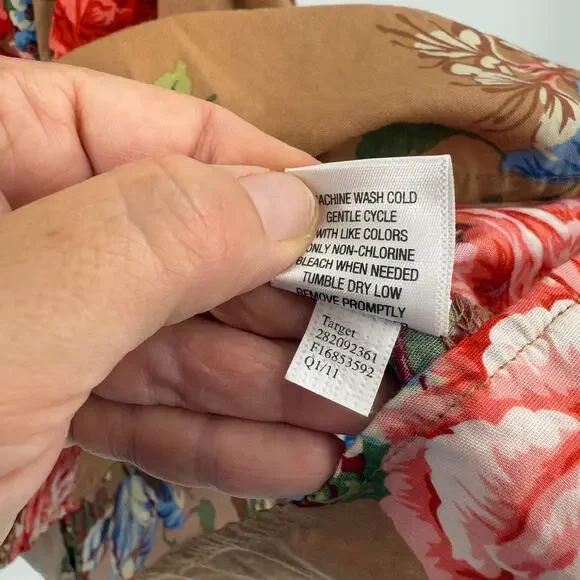 ACHINE WASH COLD
GENTLE CYCLE
WITH LIKE COLORS
ONLY NON-CHLORINE
BLEACH WHEN NEEDED
TUMBLE DRY LOW
REMOVE PROMPTLY
Target
282092361
F16853592
Q1/11